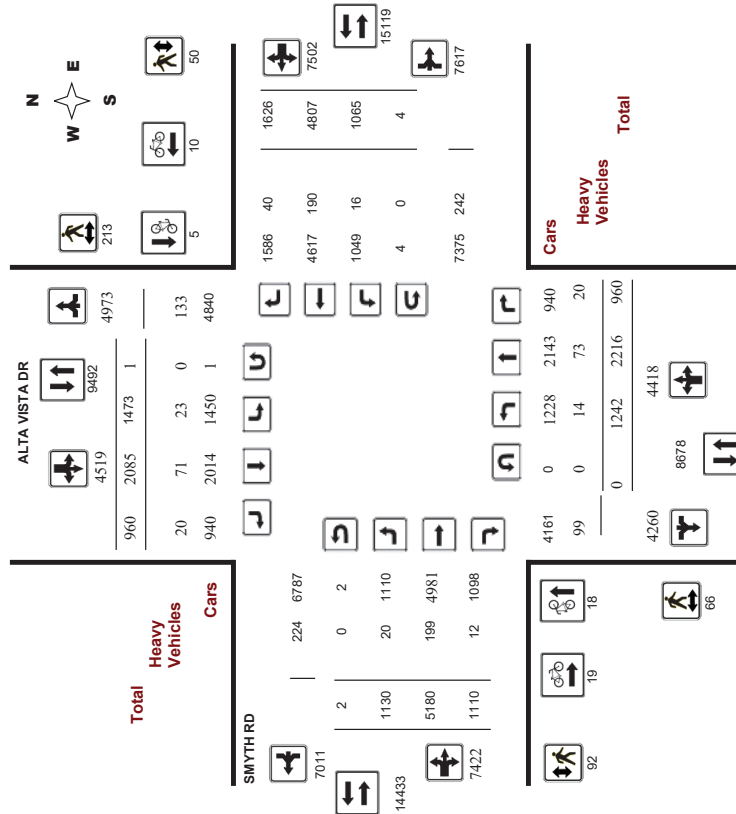 N
W E
S
213
5
10
50
ALTA VISTA DR
4519
9492
4973
960 2085 1473 1
20 71 23 0 133
940 2014 1450 1 4840
Total
Heavy
Vehicles
Cars
SMYTH RD
7011
14433
7422
224 6787
2 0 2
1130 20 1110
5180 199 4981
1110 12 1098
1586 40 1626
4617 190 4807
1049 16 1065
4 0 4
7375 242
7502
15119
7617
4161 0 1228 2143 940 Cars
99 0 14 73 20 Heavy
Vehicles
0 1242 2216 960 Total
4260
8678
4418
92
19
18
66